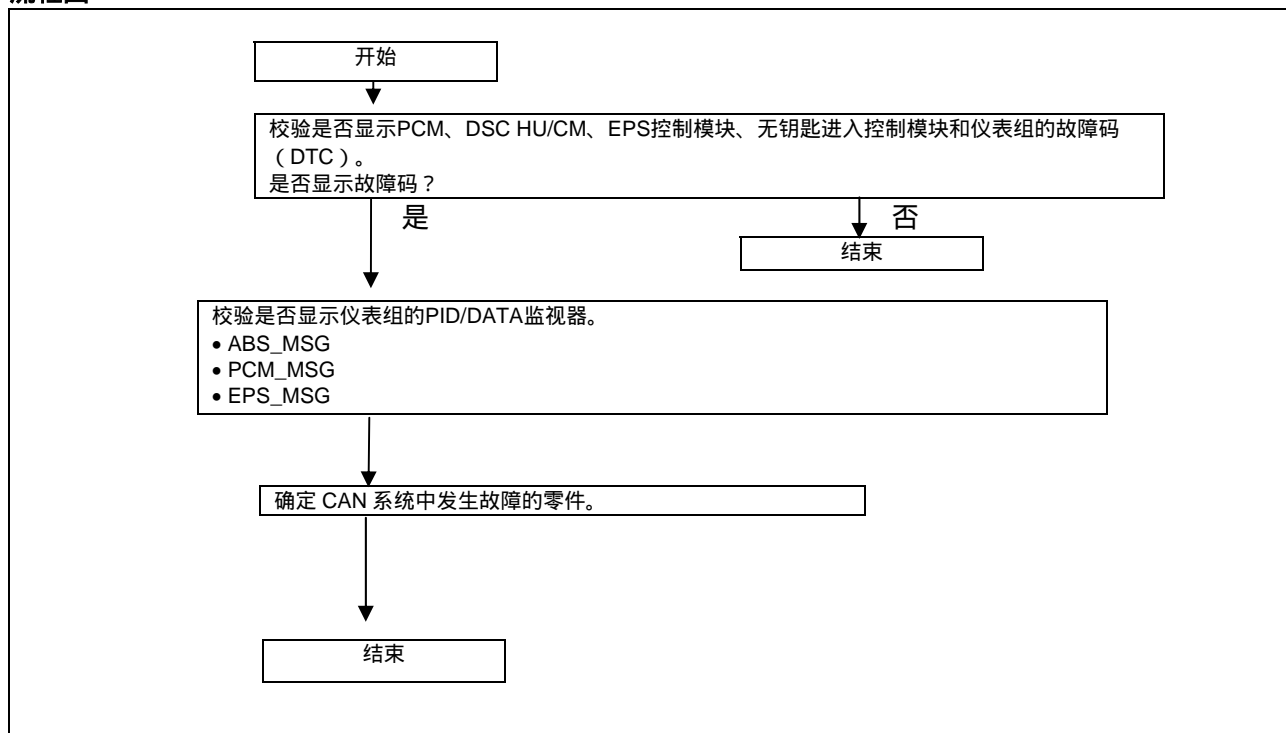 开始
校验是否显示PCM、DSC HU/CM、EPS控制模块、无钥匙进入控制模块和仪表组的故障码
（DTC）。
是否显示故障码？
是
否
结束
校验是否显示仪表组的PID/DATA监视器。
• ABS_MSG
• PCM_MSG
• EPS_MSG
确定 CAN 系统中发生故障的零件。
结束